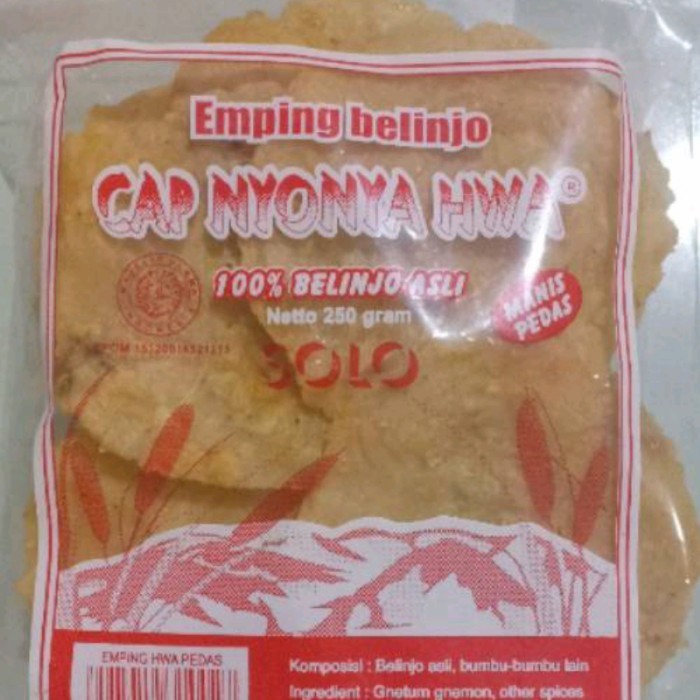 Emping belinjo
CAP NYONYA HWA®
100% BELINJO ASLI
MANIS
PEDAS
Netto 250 gram
SOLO
EMPING HWA PEDAS
Komposisi : Belinjo asli, bumbu-bumbu lain
Ingredient : Gnetum gnemon, other spices